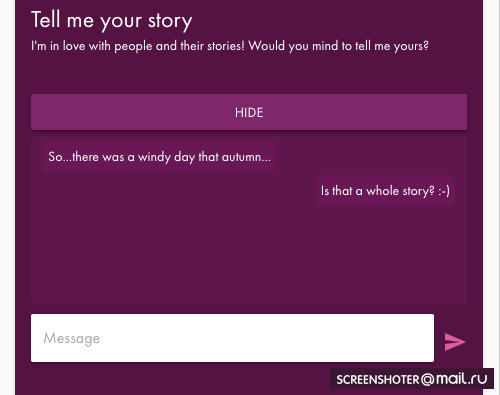 Tell me your story
I'm in love with people and their stories! Would you mind to tell me yours?
HIDE
So...there was a windy day that autumn...
Is that a whole story? :-)
Message
SCREENSHOTER@mail.ru